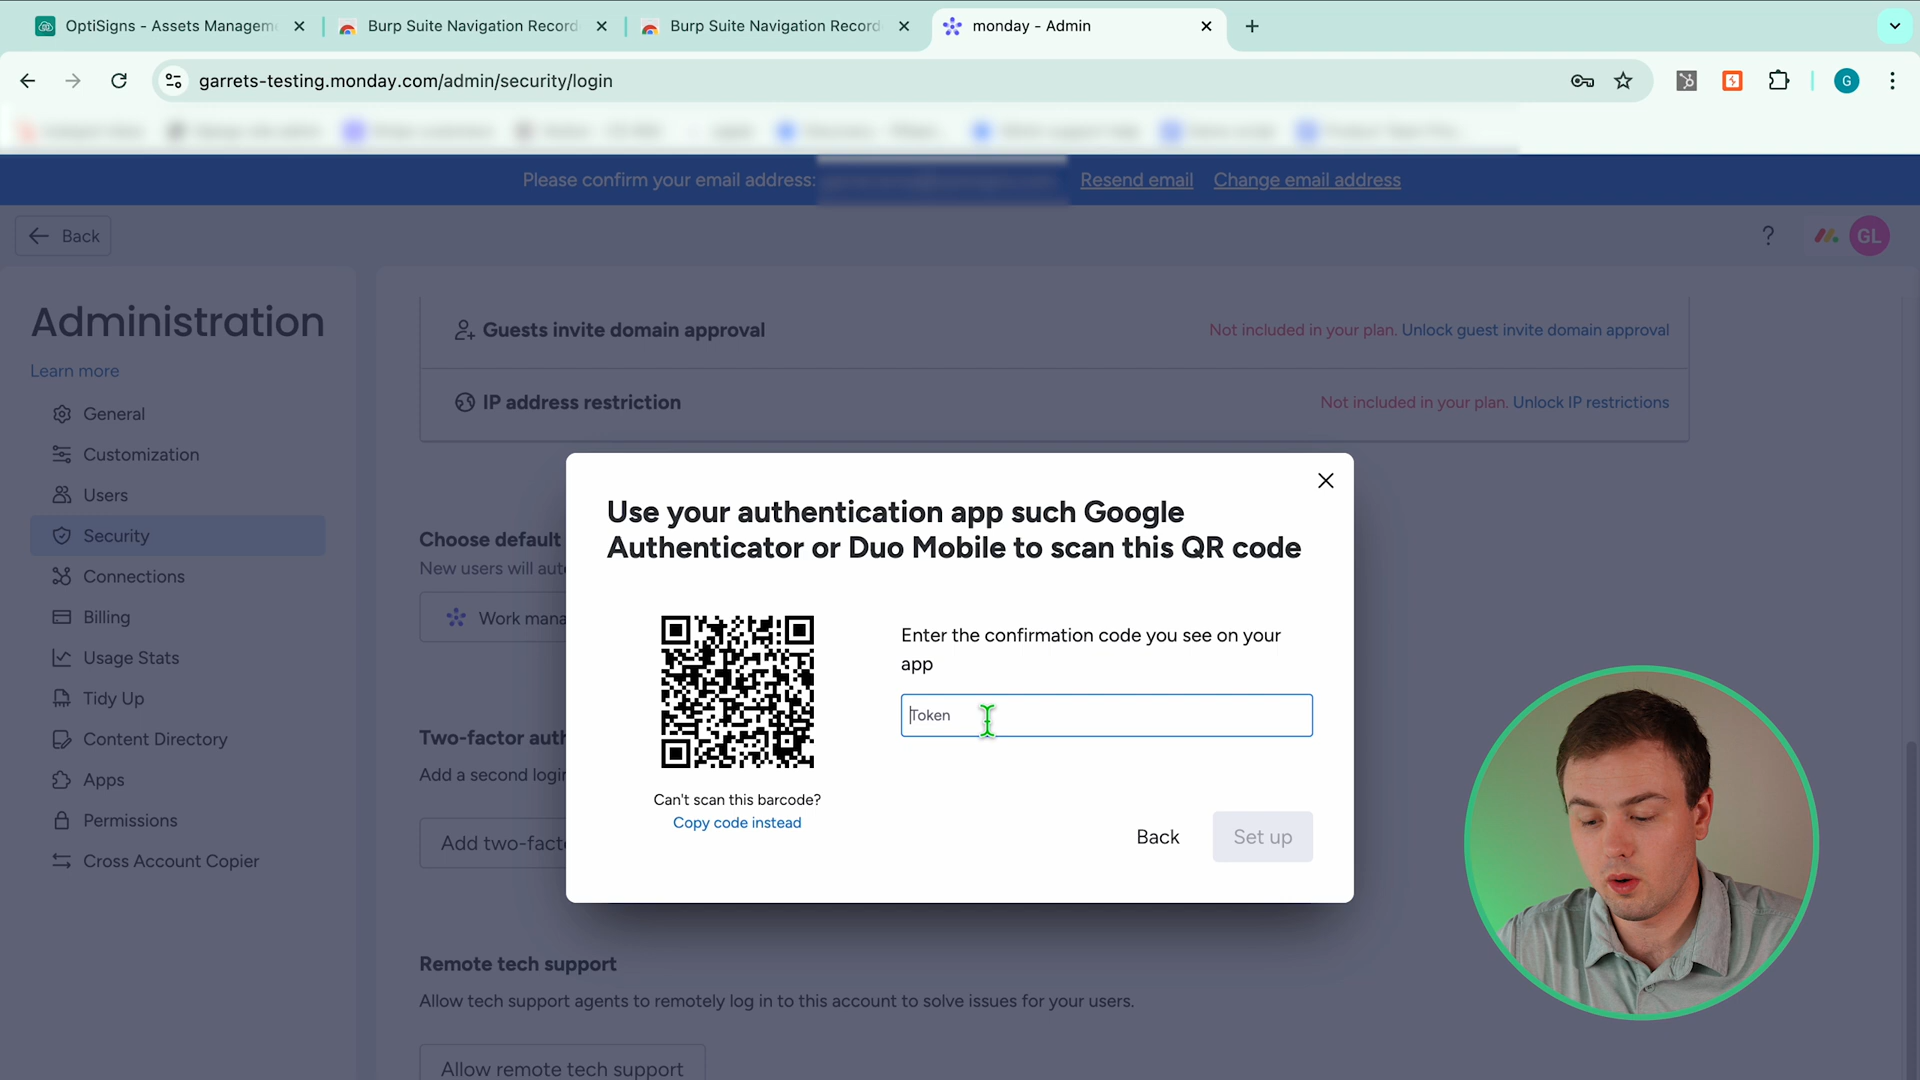 OptiSigns - Assets Managem
Burp Suite Navigation Record
Burp Suite Navigation Record
monday - Admin
garrets-testing.monday.com/admin/security/login
G
Please confirm your email address:
Resend email
Change email address
Back
?
GL
Administration
Learn more
General
Customization
Users
Security
Connections
Billing
Usage Stats
Tidy Up
Content Directory
Apps
Permissions
Cross Account Copier
Guests invite domain approval
Not included in your plan. Unlock guest invite domain approval
IP address restriction
Not included in your plan. Unlock IP restrictions
Choose default
New users will aut
Work mana
Two-factor auth
Add a second login
Add two-facto
Remote tech support
Allow tech support agents to remotely log in to this account to solve issues for your users.
Allow remote tech support
Use your authentication app such Google
Authenticator or Duo Mobile to scan this QR code
Enter the confirmation code you see on your
app
Token
Can't scan this barcode?
Copy code instead
Back
Set up